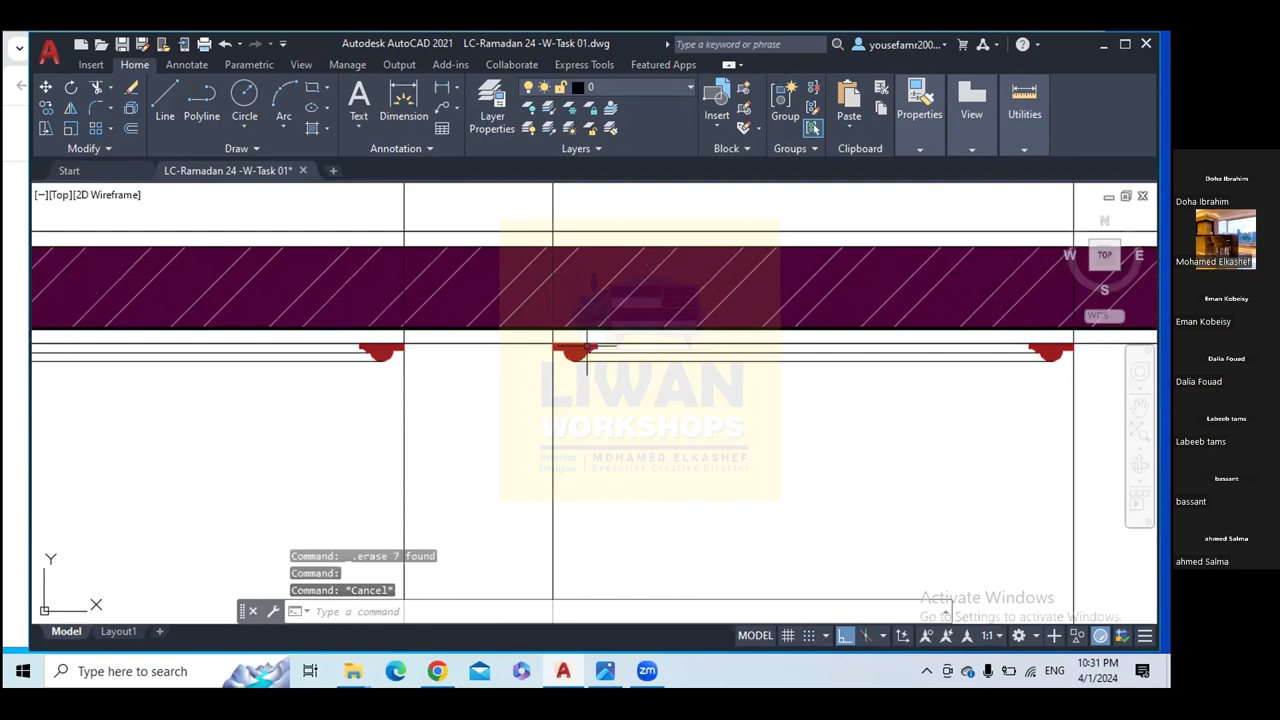 Autodesk AutoCAD 2021 LC-Ramadan 24 -W-Task 01.dwg
Type a keyword or phrase
yousefamr200...
Insert Home Annotate Parametric View Manage Output Add-ins Collaborate Express Tools Featured Apps
0
Line Polyline Circle Arc
Text Dimension
Layer
Properties
Insert
Group
Paste
Properties
View
Utilities
Modify Draw Annotation Layers Block Groups Clipboard
Start
LC-Ramadan 24 -W-Task 01*
[−][Top][2D Wireframe]
N
W TOP E
S
WCS
LIWAN
WORKSHOPS
Interior
Designer
MOHAMED ELKASHEF
Executive Creative Director
Command: _.erase 7 found
Command:
Command: *Cancel*
Type a command
Y
X
Activate Windows
Go to Settings to activate Windows.
Model Layout1
MODEL 1:1
Type here to search
zm
ENG
10:31 PM
4/1/2024
Doha Ibrahim
Doha Ibrahim
Mohamed Elkashef
Eman Kobeisy
Eman Kobeisy
Dalia Fouad
Dalia Fouad
Labeeb tams
Labeeb tams
bassant
bassant
ahmed Salma
ahmed Salma